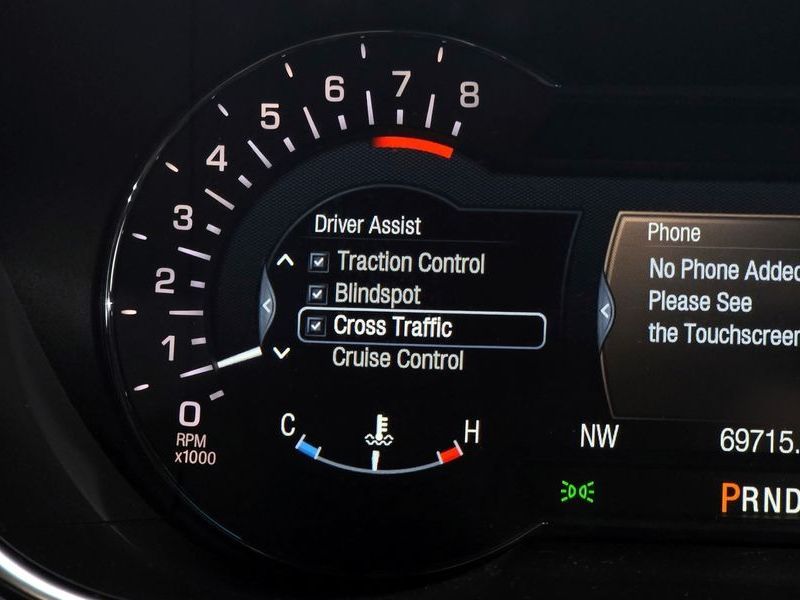 8
7
6
5
4
3
2
1
0
RPM
x1000
Driver Assist
Traction Control
Blindspot
Cross Traffic
Cruise Control
C
H
Phone
No Phone Added
Please See
the Touchscreen
NW
69715.
PRND